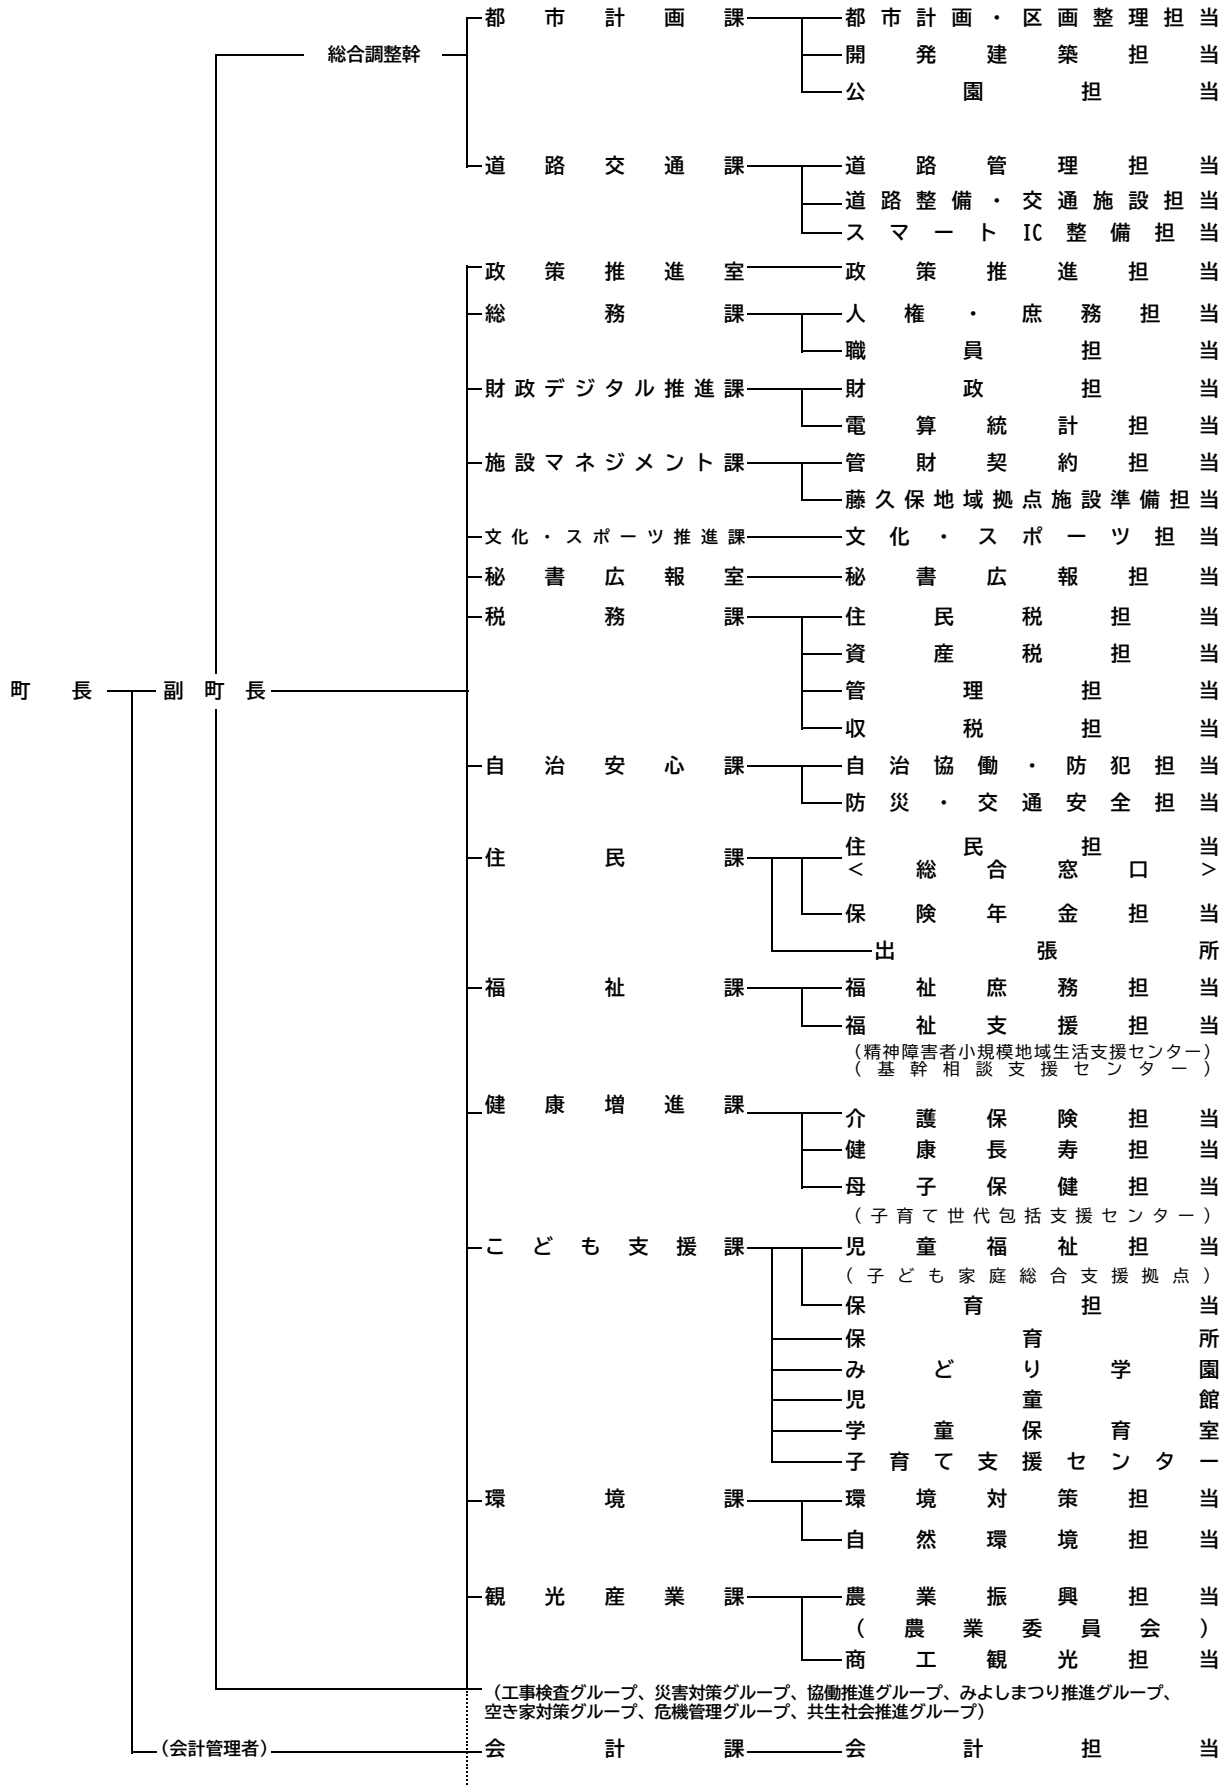 都市計画課 都市計画・区画整理担当
総合調整幹 開発建築担当
公園担当
道路交通課 道路管理担当
道路整備・交通施設担当
スマートIC整備担当
政策推進室 政策推進担当
総務課 人権・庶務担当
職員担当
財政デジタル推進課 財政担当
電算統計担当
施設マネジメント課 管財契約担当
藤久保地域拠点施設準備担当
文化・スポーツ推進課 文化・スポーツ担当
秘書広報室 秘書広報担当
税務課 住民税担当
資産税担当
町長 副町長 管理担当
収税担当
自治安心課 自治協働・防犯担当
防災・交通安全担当
住民課 住民担当
＜総合窓口＞
保険年金担当
出張所
福祉課 福祉庶務担当
福祉支援担当
（精神障害者小規模地域生活支援センター）
（基幹相談支援センター）
健康増進課 介護保険担当
健康長寿担当
母子保健担当
（子育て世代包括支援センター）
こども支援課 児童福祉担当
（子ども家庭総合支援拠点）
保育担当
保育所
みどり学園
児童館
学童保育室
子育て支援センター
環境課 環境対策担当
自然環境担当
観光産業課 農業振興担当
（農業委員会）
商工観光担当
（工事検査グループ、災害対策グループ、協働推進グループ、みよしまつり推進グループ、
空き家対策グループ、危機管理グループ、共生社会推進グループ）
（会計管理者） 会計課 会計担当